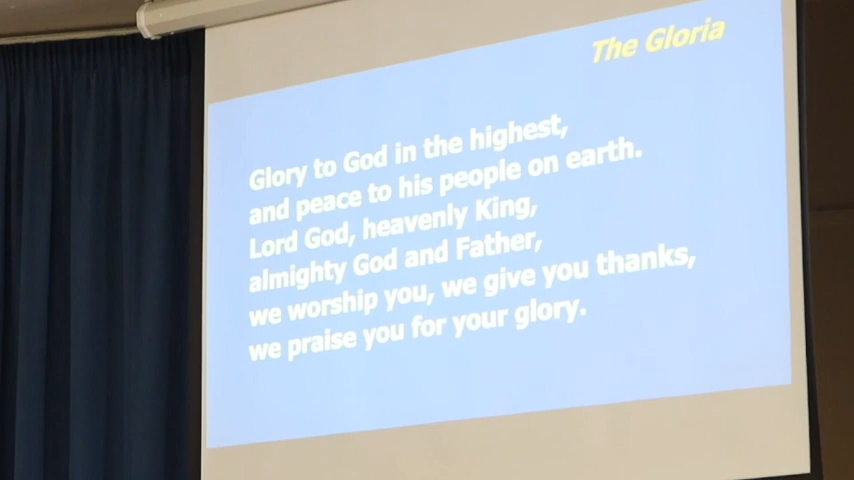 The Gloria
Glory to God in the highest,
and peace to his people on earth.
Lord God, heavenly King,
almighty God and Father,
we worship you, we give you thanks,
we praise you for your glory.